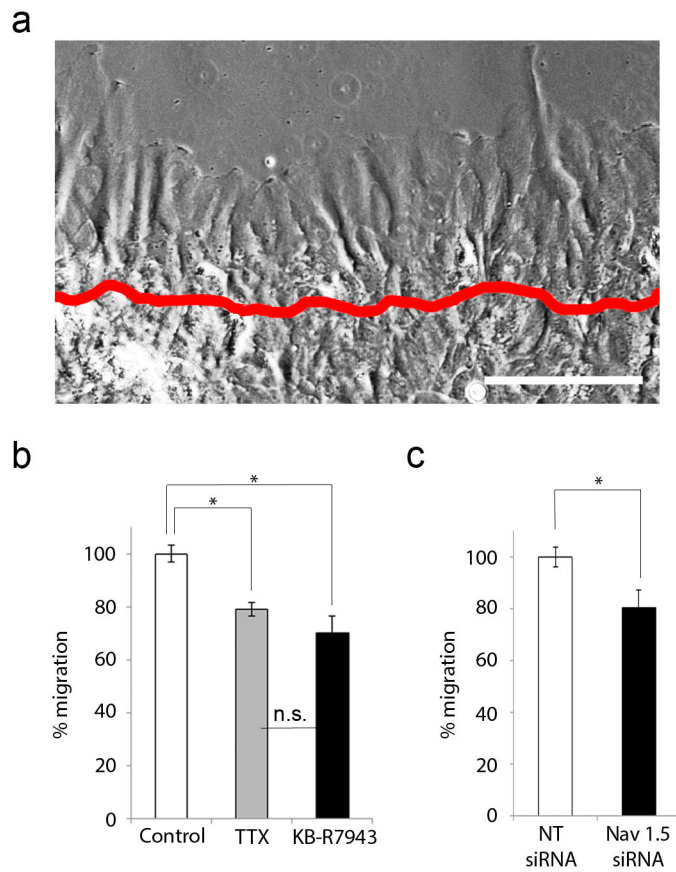 a
b
c
*
*
*
% migration
100
80
60
40
20
0
n.s.
Control TTX KB-R7943
% migration
100
80
60
40
20
0
NT siRNA
Nav 1.5 siRNA